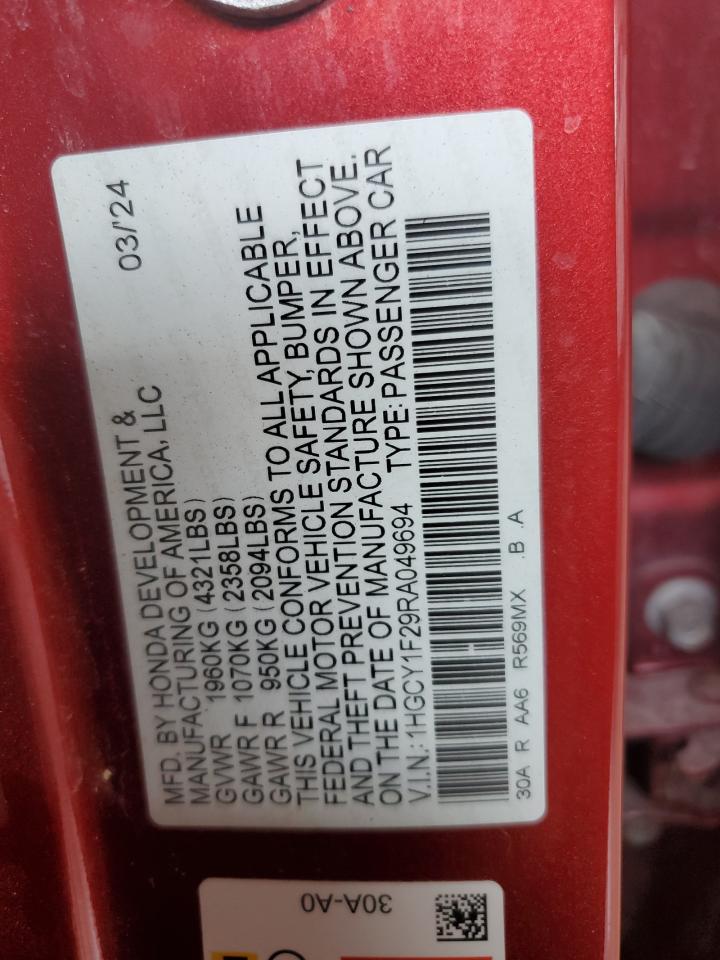 MFD. BY HONDA DEVELOPMENT &
MANUFACTURING OF AMERICA, LLC
03/'24
GVWR 1960KG (4321LBS)
GAWR F 1070KG (2358LBS)
GAWR R 950KG (2094LBS)
THIS VEHICLE CONFORMS TO ALL APPLICABLE
FEDERAL MOTOR VEHICLE SAFETY, BUMPER,
AND THEFT PREVENTION STANDARDS IN EFFECT
ON THE DATE OF MANUFACTURE SHOWN ABOVE.
V.I.N.: 1HGCY1F29RA049694 TYPE: PASSENGER CAR
30A R AA6 R569MX .B .A
30A-A0